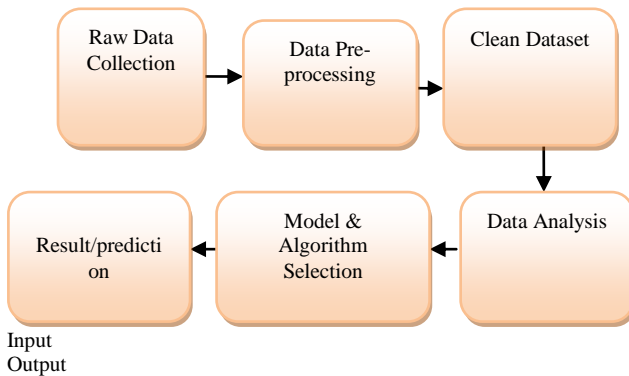 Raw Data
Collection
Data Pre-
processing
Clean Dataset
Data Analysis
Model &
Algorithm
Selection
Result/predicti
on
Input
Output